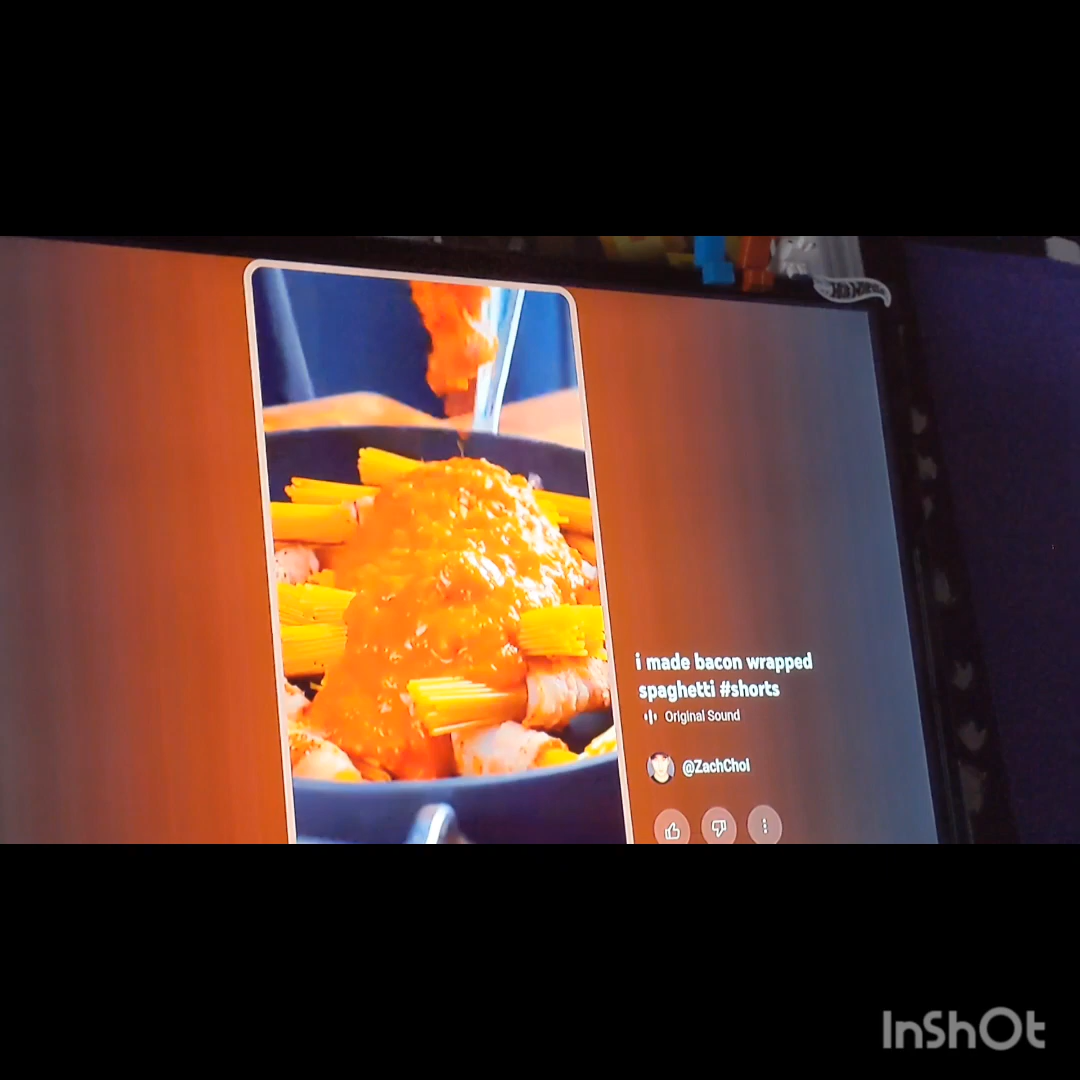 i made bacon wrapped
spaghetti #shorts
Original Sound
@ZachChoi
InShOt